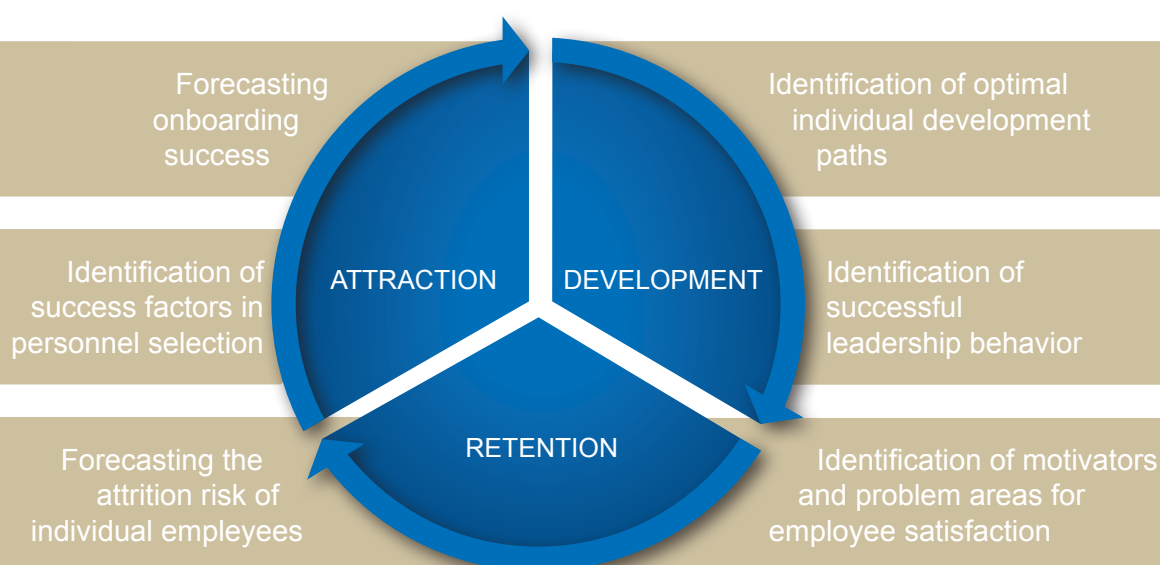 Forecasting
onboarding
success
Identification of optimal
individual development
paths
Identification of
success factors in
personnel selection
ATTRACTION
DEVELOPMENT
Identification of
successful
leadership behavior
RETENTION
Forecasting the
attrition risk of
individual empleyees
Identification of motivators
and problem areas for
employee satisfaction